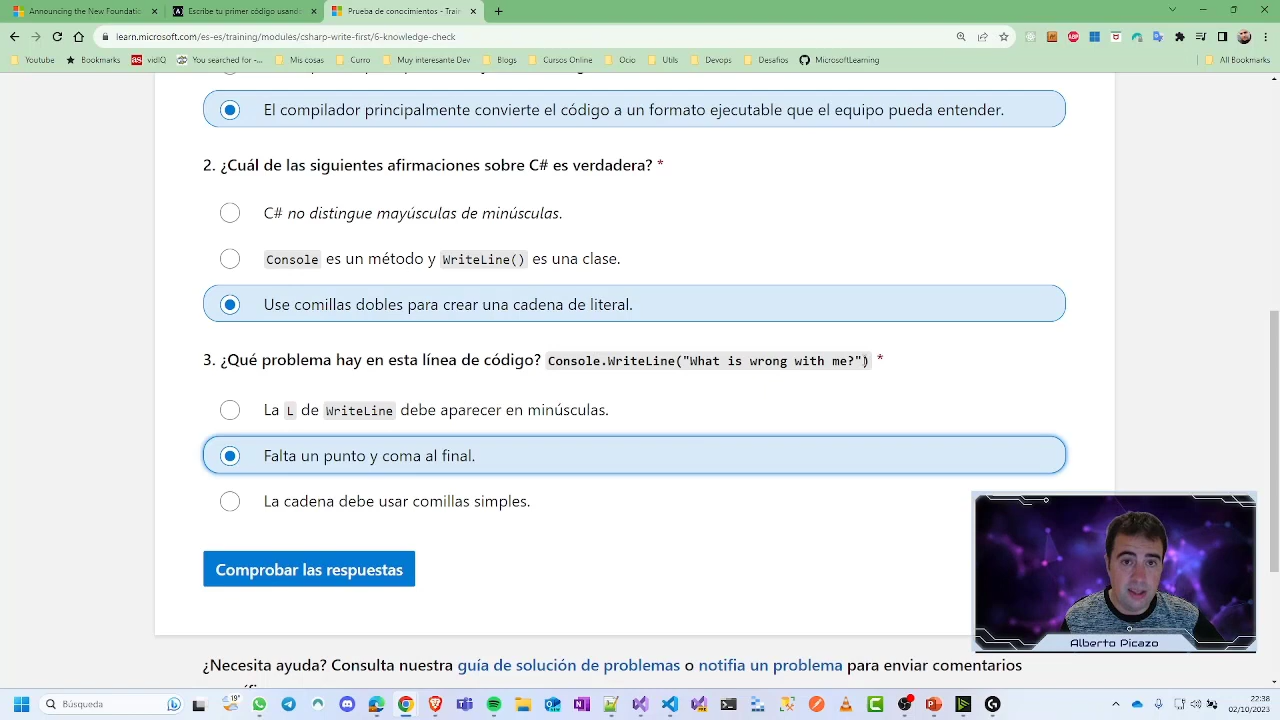 Announcing the New Foundatic
Escribe tu primer código usando
Prueba de conocimientos - Train
learn.microsoft.com/es-es/training/modules/csharp-write-first/6-knowledge-check
Youtube
Bookmarks
vidIQ
You searched for -...
Mis cosas
Curro
Muy interesante Dev
Blogs
Cursos Online
Ocio
Utils
Devops
Desafios
MicrosoftLearning
All Bookmarks
El compilador principalmente convierte el código a un formato ejecutable que el equipo pueda entender.
2. ¿Cuál de las siguientes afirmaciones sobre C# es verdadera? *
C# no distingue mayúsculas de minúsculas.
Console es un método y WriteLine() es una clase.
Use comillas dobles para crear una cadena de literal.
3. ¿Qué problema hay en esta línea de código? Console.WriteLine("What is wrong with me?") *
La L de WriteLine debe aparecer en minúsculas.
Falta un punto y coma al final.
La cadena debe usar comillas simples.
Comprobar las respuestas
Alberto Picazo
¿Necesita ayuda? Consulta nuestra guía de solución de problemas o notifia un problema para enviar comentarios
Búsqueda
19°
22:38
02/10/2023